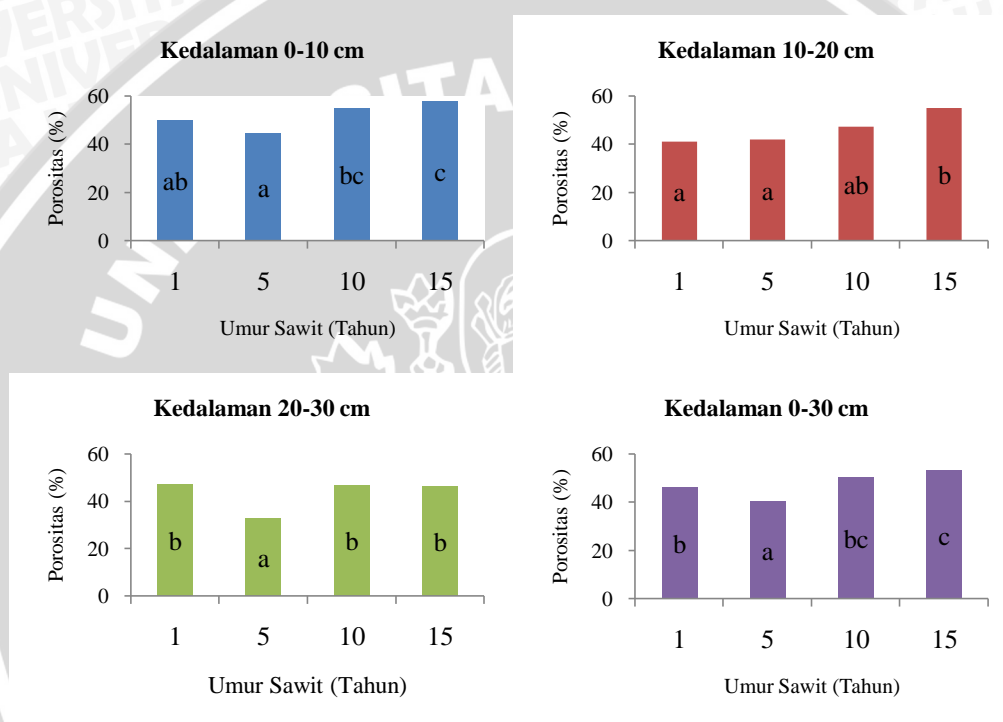 Kedalaman 0-10 cm
Porositas (%)
60
40
20
0
ab
a
bc
c
1 5 10 15
Umur Sawit (Tahun)
Kedalaman 10-20 cm
Porositas (%)
60
40
20
0
a
a
ab
b
1 5 10 15
Umur Sawit (Tahun)
Kedalaman 20-30 cm
Porositas (%)
60
40
20
0
b
a
b
b
1 5 10 15
Umur Sawit (Tahun)
Kedalaman 0-30 cm
Porositas (%)
60
40
20
0
b
a
bc
c
1 5 10 15
Umur Sawit (Tahun)